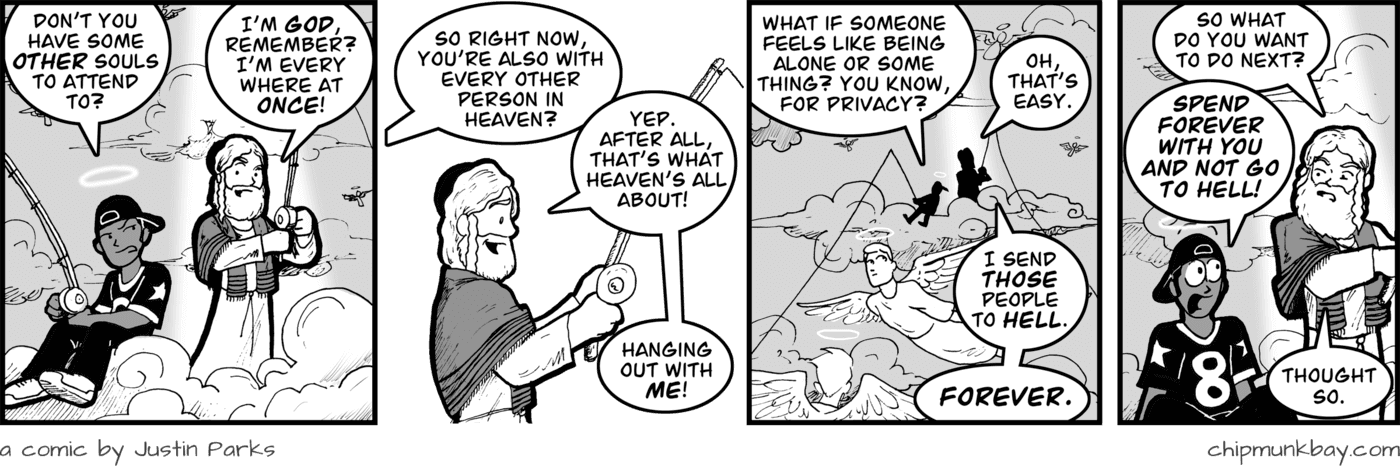 DON'T YOU
HAVE SOME
OTHER SOULS
TO ATTEND
TO?
I'M GOD,
REMEMBER?
I'M EVERY
WHERE AT
ONCE!
SO RIGHT NOW,
YOU'RE ALSO WITH
EVERY OTHER
PERSON IN
HEAVEN?
YEP.
AFTER ALL,
THAT'S WHAT
HEAVEN'S ALL
ABOUT!
HANGING
OUT WITH
ME!
WHAT IF SOMEONE
FEELS LIKE BEING
ALONE OR SOME
THING? YOU KNOW,
FOR PRIVACY?
OH,
THAT'S
EASY.
I SEND
THOSE
PEOPLE
TO HELL.
FOREVER.
SO WHAT
DO YOU WANT
TO DO NEXT?
SPEND
FOREVER
WITH YOU
AND NOT GO
TO HELL!
8
THOUGHT
SO.
a comic by Justin Parks
chipmunkbay.com